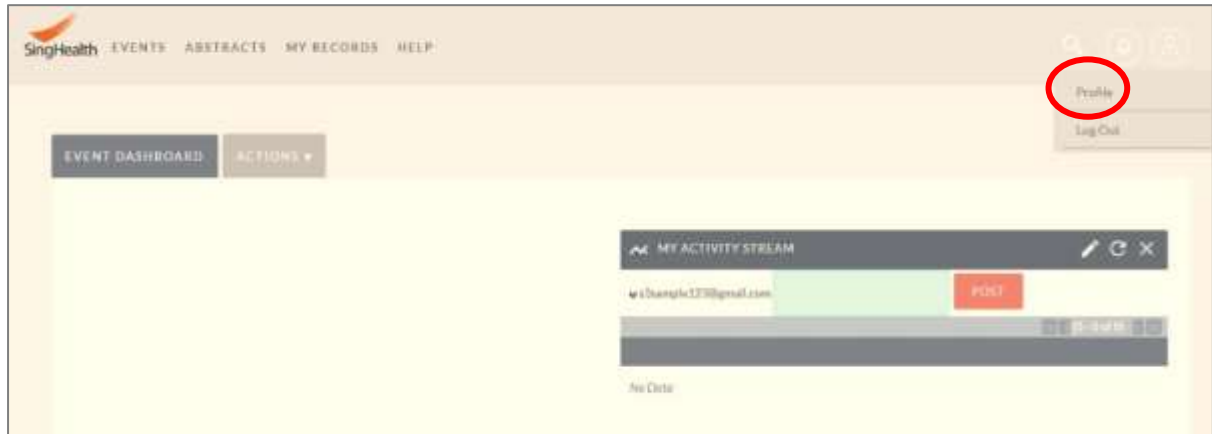 SingHealth EVENTS ABSTRACTS MY RECORDS HELP
Profile
Log Out
EVENT DASHBOARD ACTIONS
MY ACTIVITY STREAM
POST
No Data